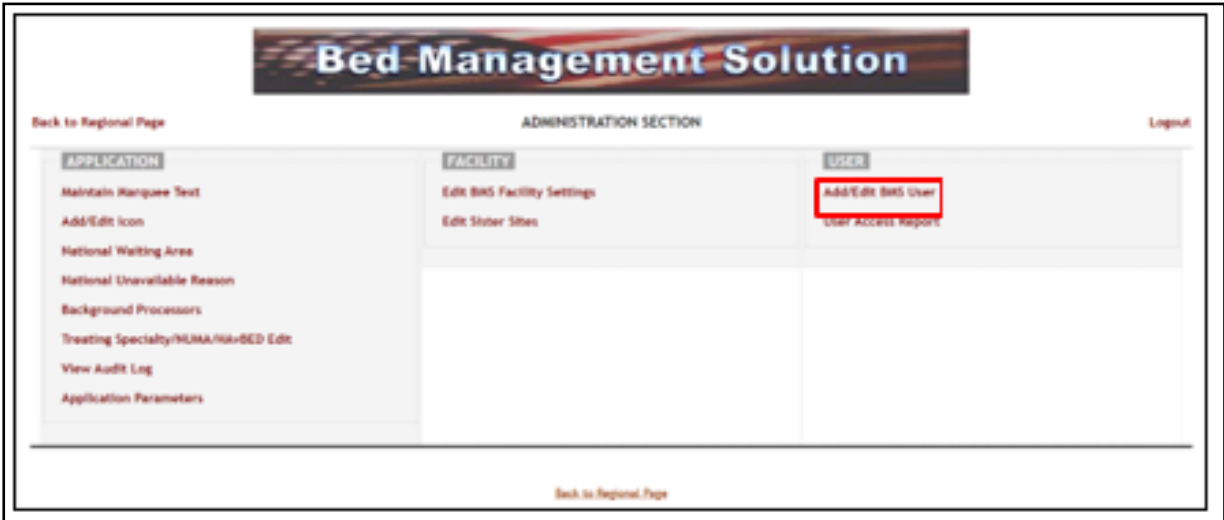 Bed Management Solution
Back to Regional Page
ADMINISTRATION SECTION
Logout
APPLICATION
Maintain Marquee Text
Add/Edit Icon
National Waiting Area
National Unavailable Reason
Background Processors
Treating Specialty/NUMA/HAvBED Edit
View Audit Log
Application Parameters
FACILITY
Edit BMS Facility Settings
Edit Sister Sites
USER
Add/Edit BMS User
User Access Report
Back to Regional Page